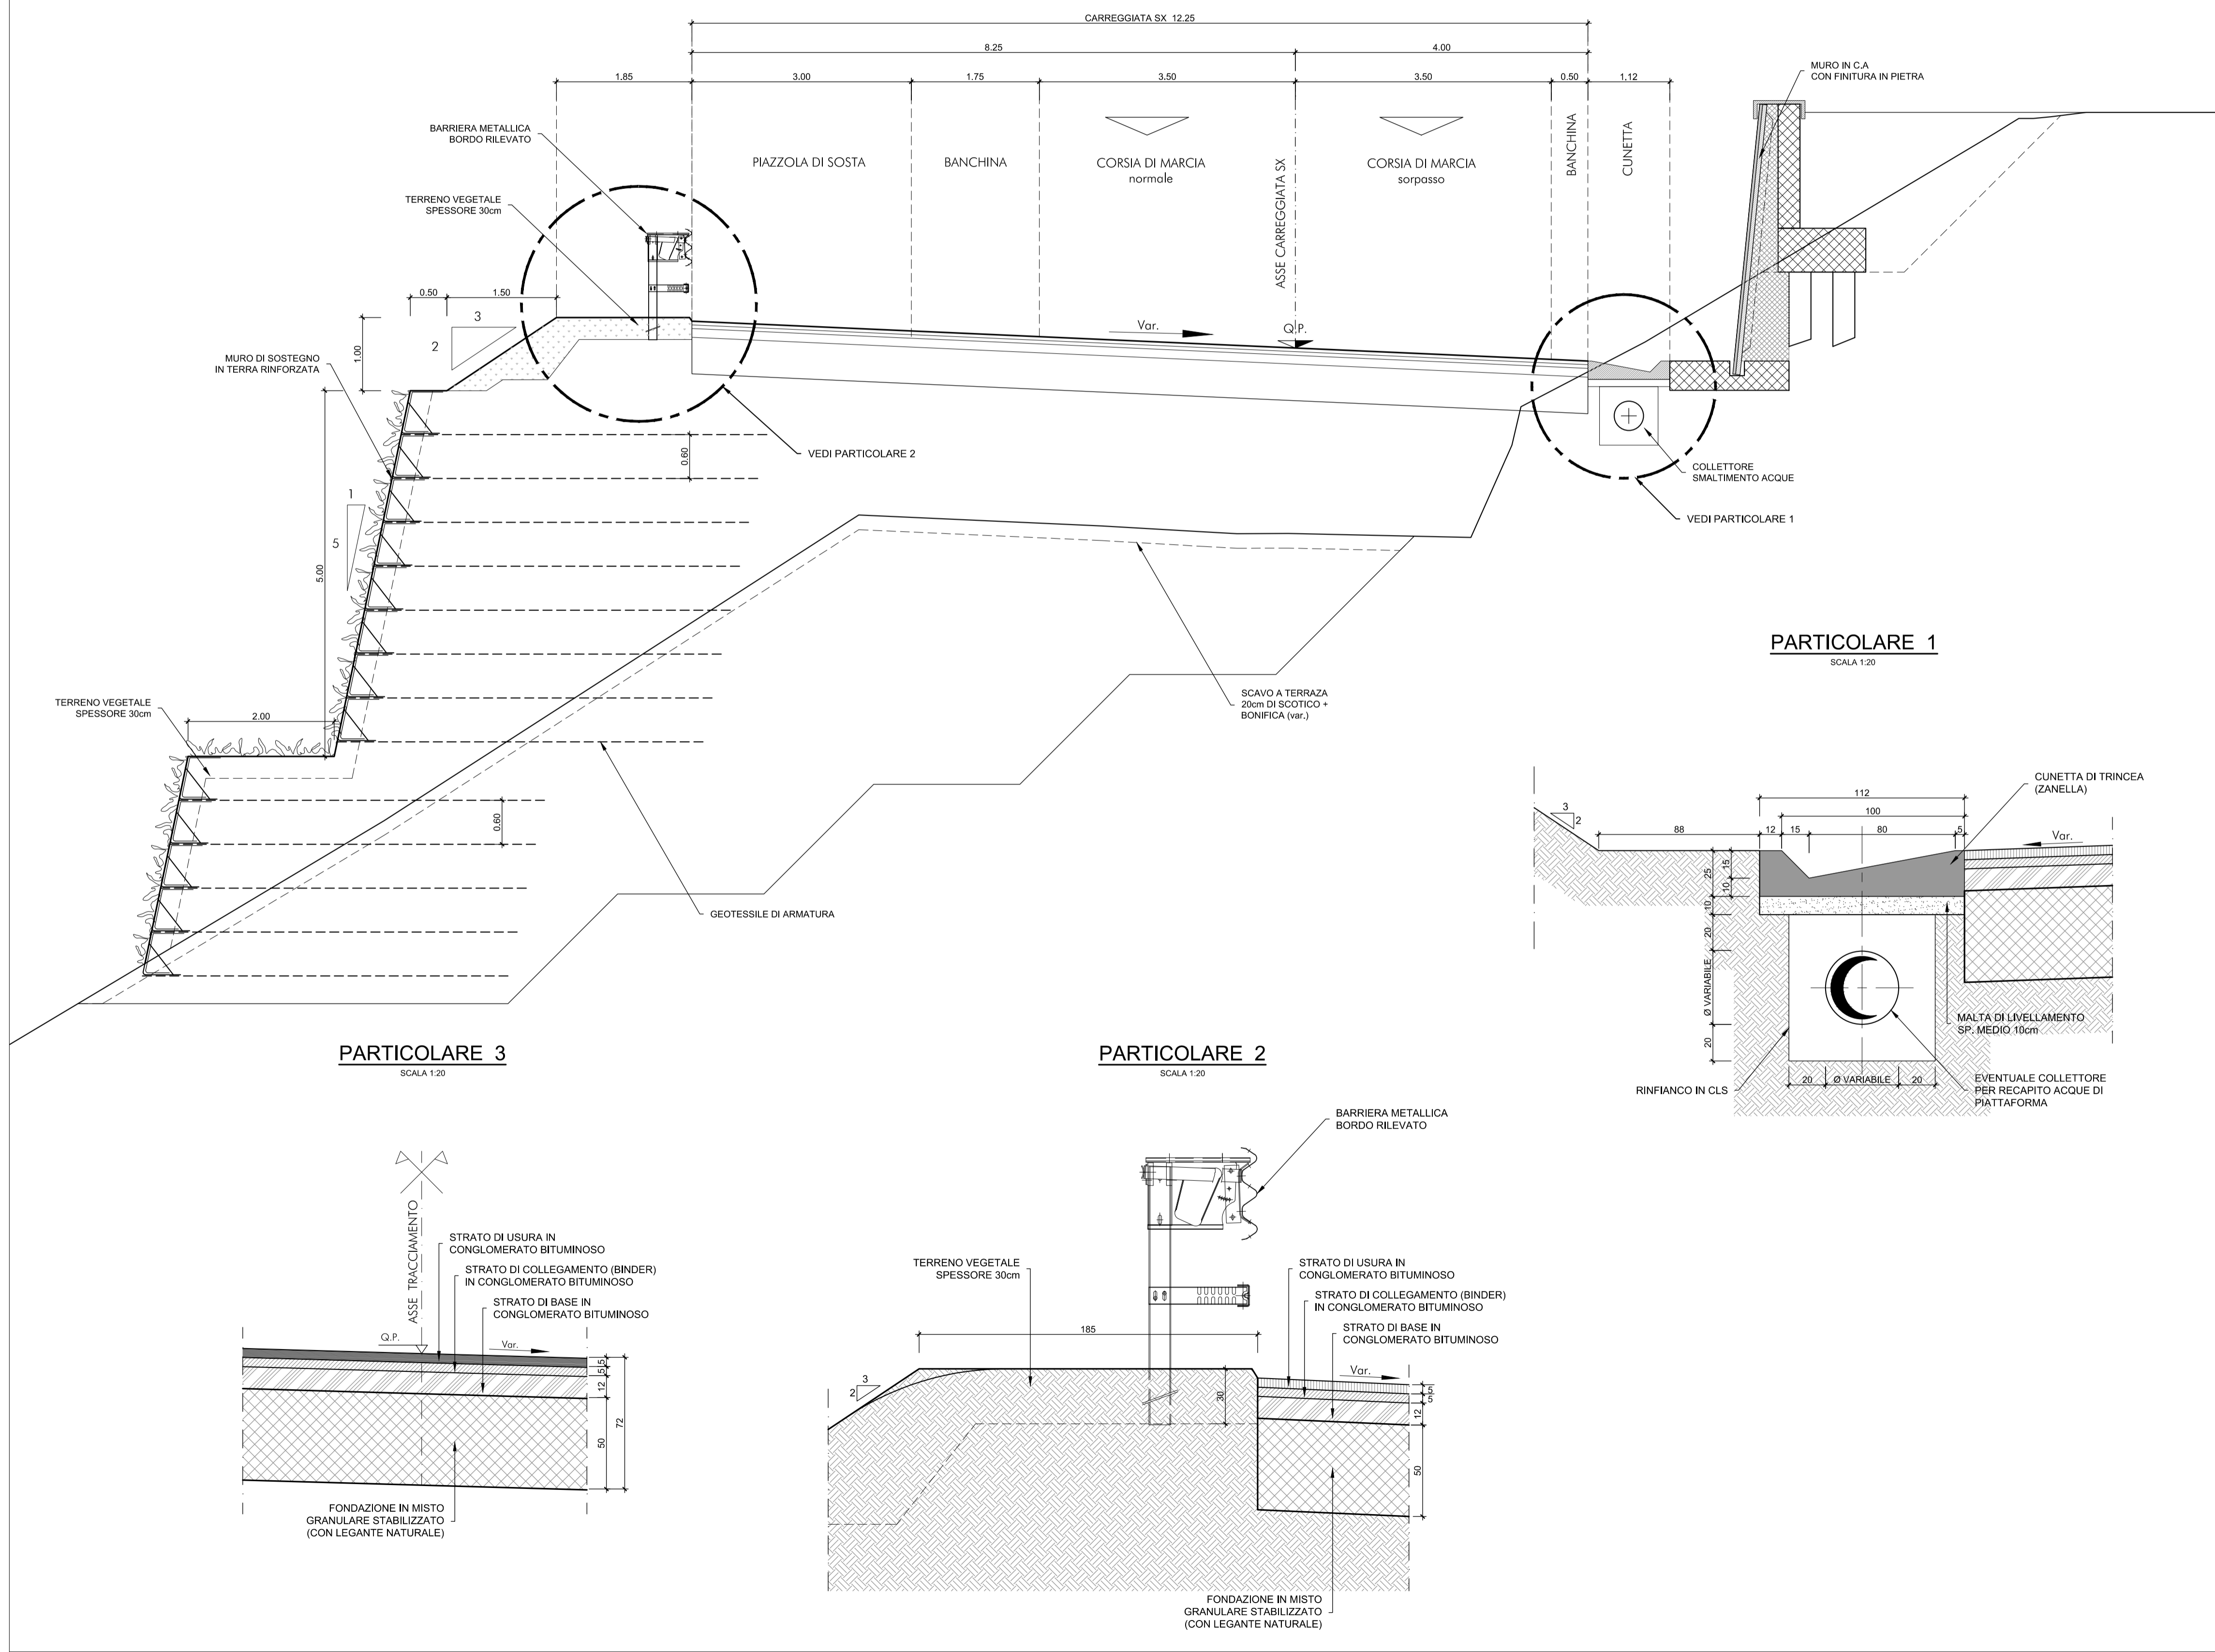 CARREGGIATA SX 12.25
8.25
4.00
1.85
3.00
1.75
3.50
3.50
0.50
1.12
MURO IN C.A
CON FINITURA IN PIETRA
BARRIERA METALLICA
BORDO RILEVATO
PIAZZOLA DI SOSTA
BANCHINA
CORSIA DI MARCIA
normale
ASSE CARREGGIATA SX
CORSIA DI MARCIA
sorpasso
BANCHINA
CUNETTA
TERRENO VEGETALE
SPESSORE 30cm
0.50
1.50
3
2
1.00
Var.
Q.P.
MURO DI SOSTEGNO
IN TERRA RINFORZATA
VEDI PARTICOLARE 2
0.60
COLLETTORE
SMALTIMENTO ACQUE
VEDI PARTICOLARE 1
1
5
5.00
SCAVO A TERRAZA
20cm DI SCOTICO +
BONIFICA (var.)
TERRENO VEGETALE
SPESSORE 30cm
2.00
0.60
GEOTESSILE DI ARMATURA
PARTICOLARE 1
SCALA 1:20
CUNETTA DI TRINCEA
(ZANELLA)
112
100
3
2
88
12
15
80
5
Var.
25
15
10
10
20
Ø VARIABILE
20
MALTA DI LIVELLAMENTO
SP. MEDIO 10cm
20
Ø VARIABILE
20
RINFIANCO IN CLS
EVENTUALE COLLETTORE
PER RECAPITO ACQUE DI
PIATTAFORMA
PARTICOLARE 3
SCALA 1:20
ASSE TRACCIAMENTO
STRATO DI USURA IN
CONGLOMERATO BITUMINOSO
STRATO DI COLLEGAMENTO (BINDER)
IN CONGLOMERATO BITUMINOSO
STRATO DI BASE IN
CONGLOMERATO BITUMINOSO
Q.P.
Var.
5
5
12
50
72
FONDAZIONE IN MISTO
GRANULARE STABILIZZATO
(CON LEGANTE NATURALE)
PARTICOLARE 2
SCALA 1:20
BARRIERA METALLICA
BORDO RILEVATO
TERRENO VEGETALE
SPESSORE 30cm
STRATO DI USURA IN
CONGLOMERATO BITUMINOSO
STRATO DI COLLEGAMENTO (BINDER)
IN CONGLOMERATO BITUMINOSO
STRATO DI BASE IN
CONGLOMERATO BITUMINOSO
185
3
2
30
Var.
5
5
12
50
FONDAZIONE IN MISTO
GRANULARE STABILIZZATO
(CON LEGANTE NATURALE)